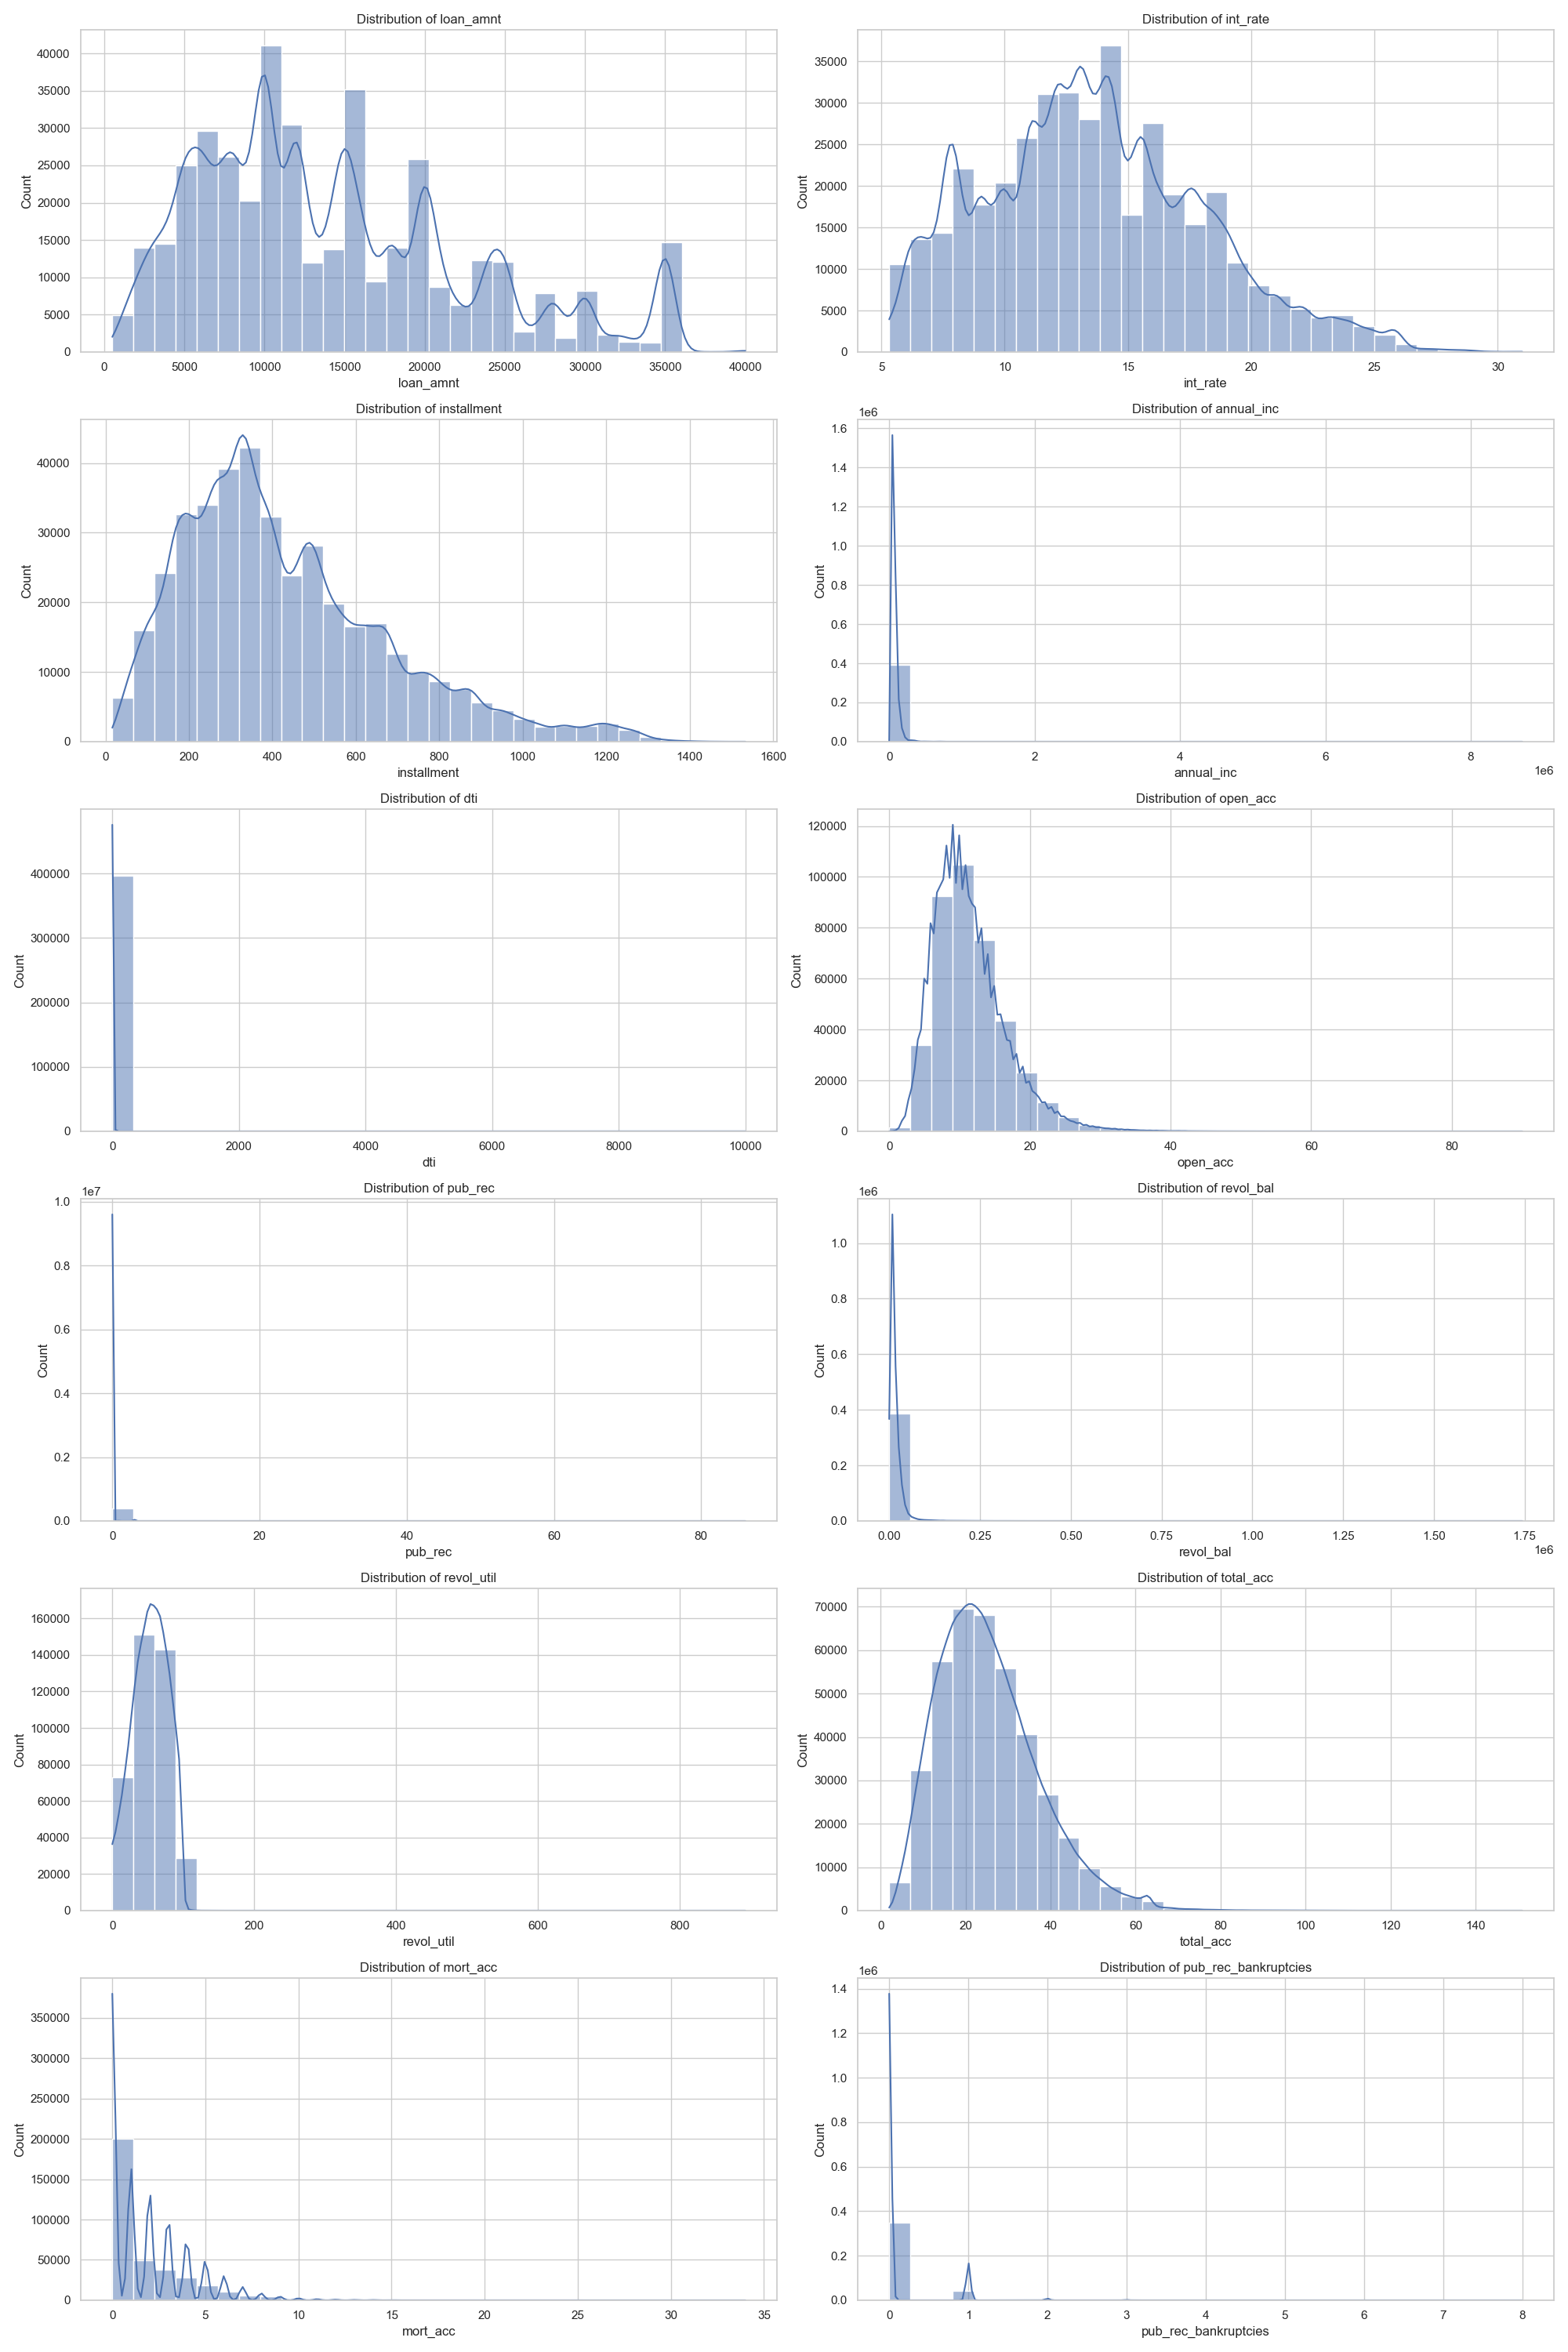 Distribution of loan_amnt
40000
35000
30000
25000
20000
15000
10000
5000
0
Count
0 5000 10000 15000 20000 25000 30000 35000 40000
loan_amnt
Distribution of int_rate
35000
30000
25000
20000
15000
10000
5000
0
Count
5 10 15 20 25 30
int_rate
Distribution of installment
40000
30000
20000
10000
0
Count
0 200 400 600 800 1000 1200 1400 1600
installment
Distribution of annual_inc
1e6
1.6
1.4
1.2
1.0
0.8
0.6
0.4
0.2
0.0
Count
0 2 4 6 8
annual_inc
1e6
Distribution of dti
400000
300000
200000
100000
0
Count
0 2000 4000 6000 8000 10000
dti
Distribution of open_acc
120000
100000
80000
60000
40000
20000
0
Count
0 20 40 60 80
open_acc
Distribution of pub_rec
1e7
1.0
0.8
0.6
0.4
0.2
0.0
Count
0 20 40 60 80
pub_rec
Distribution of revol_bal
1e6
1.0
0.8
0.6
0.4
0.2
0.0
Count
0.00 0.25 0.50 0.75 1.00 1.25 1.50 1.75
revol_bal
1e6
Distribution of revol_util
160000
140000
120000
100000
80000
60000
40000
20000
0
Count
0 200 400 600 800
revol_util
Distribution of total_acc
70000
60000
50000
40000
30000
20000
10000
0
Count
0 20 40 60 80 100 120 140
total_acc
Distribution of mort_acc
350000
300000
250000
200000
150000
100000
50000
0
Count
0 5 10 15 20 25 30 35
mort_acc
Distribution of pub_rec_bankruptcies
1e6
1.4
1.2
1.0
0.8
0.6
0.4
0.2
0.0
Count
0 1 2 3 4 5 6 7 8
pub_rec_bankruptcies